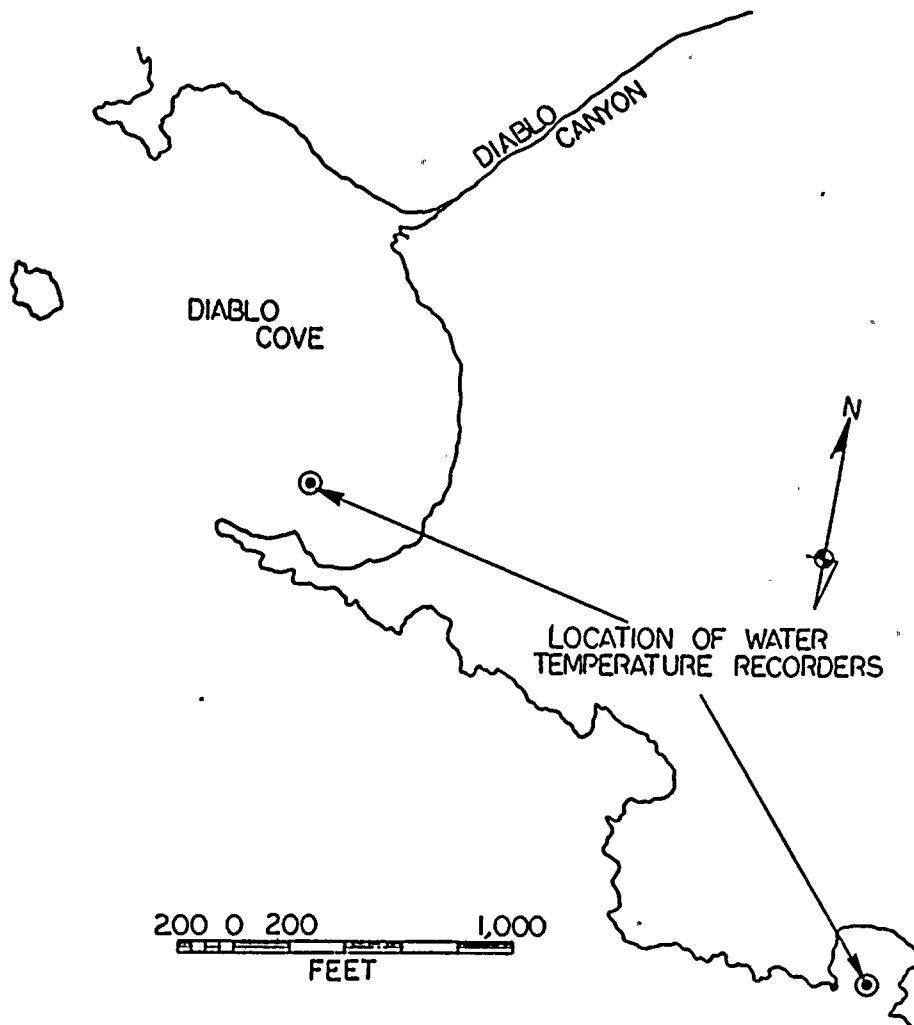 DIABLO
CANYON
DIABLO
COVE
N
LOCATION OF WATER
TEMPERATURE RECORDERS
200 0 200 1,000
FEET